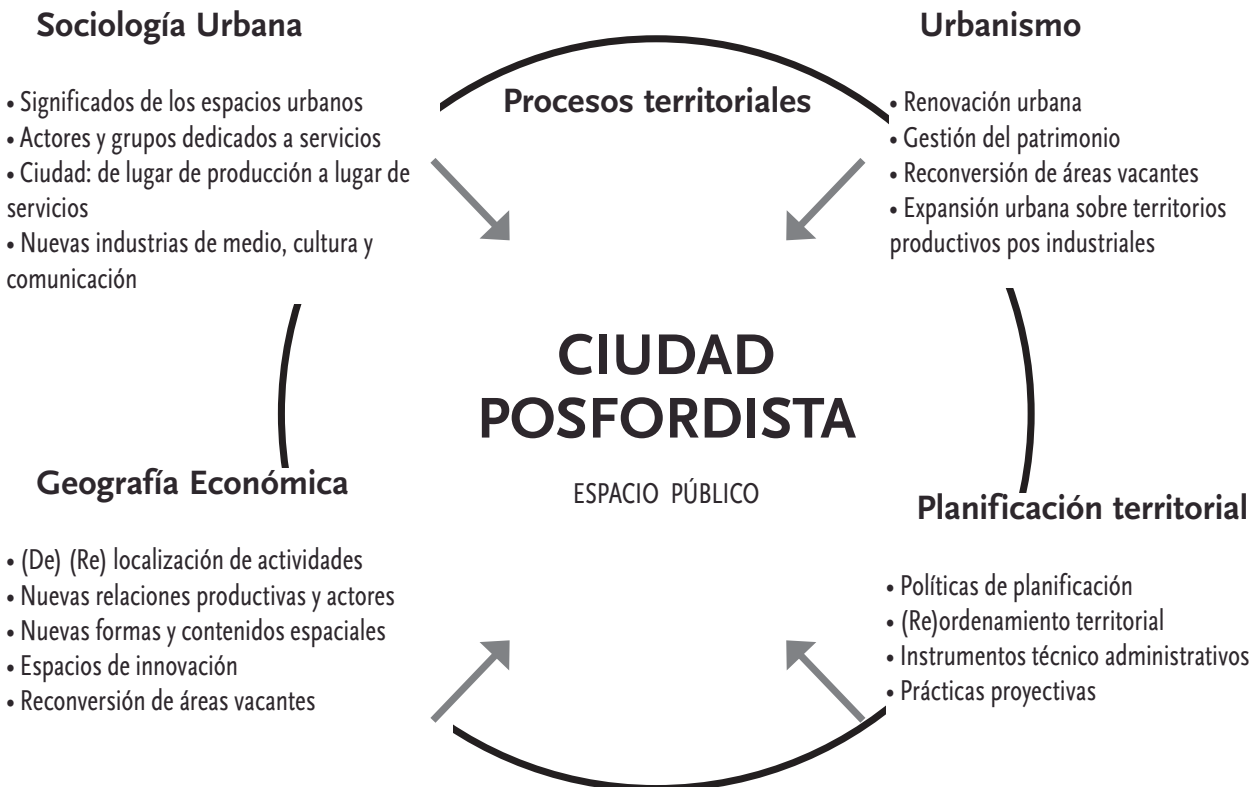 Sociología Urbana
• Significados de los espacios urbanos
• Actores y grupos dedicados a servicios
• Ciudad: de lugar de producción a lugar de
servicios
• Nuevas industrias de medio, cultura y
comunicación
Procesos territoriales
Urbanismo
• Renovación urbana
• Gestión del patrimonio
• Reconversión de áreas vacantes
• Expansión urbana sobre territorios
productivos pos industriales
CIUDAD
POSFORDISTA
ESPACIO PÚBLICO
Geografía Económica
• (De) (Re) localización de actividades
• Nuevas relaciones productivas y actores
• Nuevas formas y contenidos espaciales
• Espacios de innovación
• Reconversión de áreas vacantes
Planificación territorial
• Políticas de planificación
• (Re)ordenamiento territorial
• Instrumentos técnico administrativos
• Prácticas proyectivas